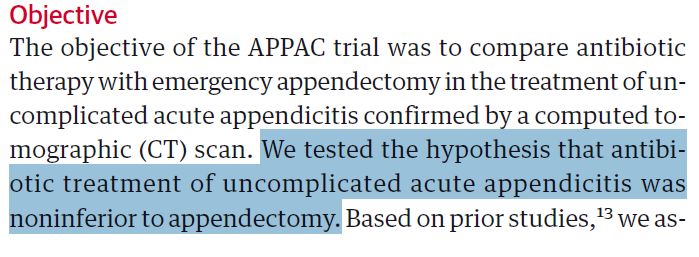 Objective
The objective of the APPAC trial was to compare antibiotic
therapy with emergency appendectomy in the treatment of un-
complicated acute appendicitis confirmed by a computed to-
mographic (CT) scan. We tested the hypothesis that antibi-
otic treatment of uncomplicated acute appendicitis was
noninferior to appendectomy. Based on prior studies,¹³ we as-